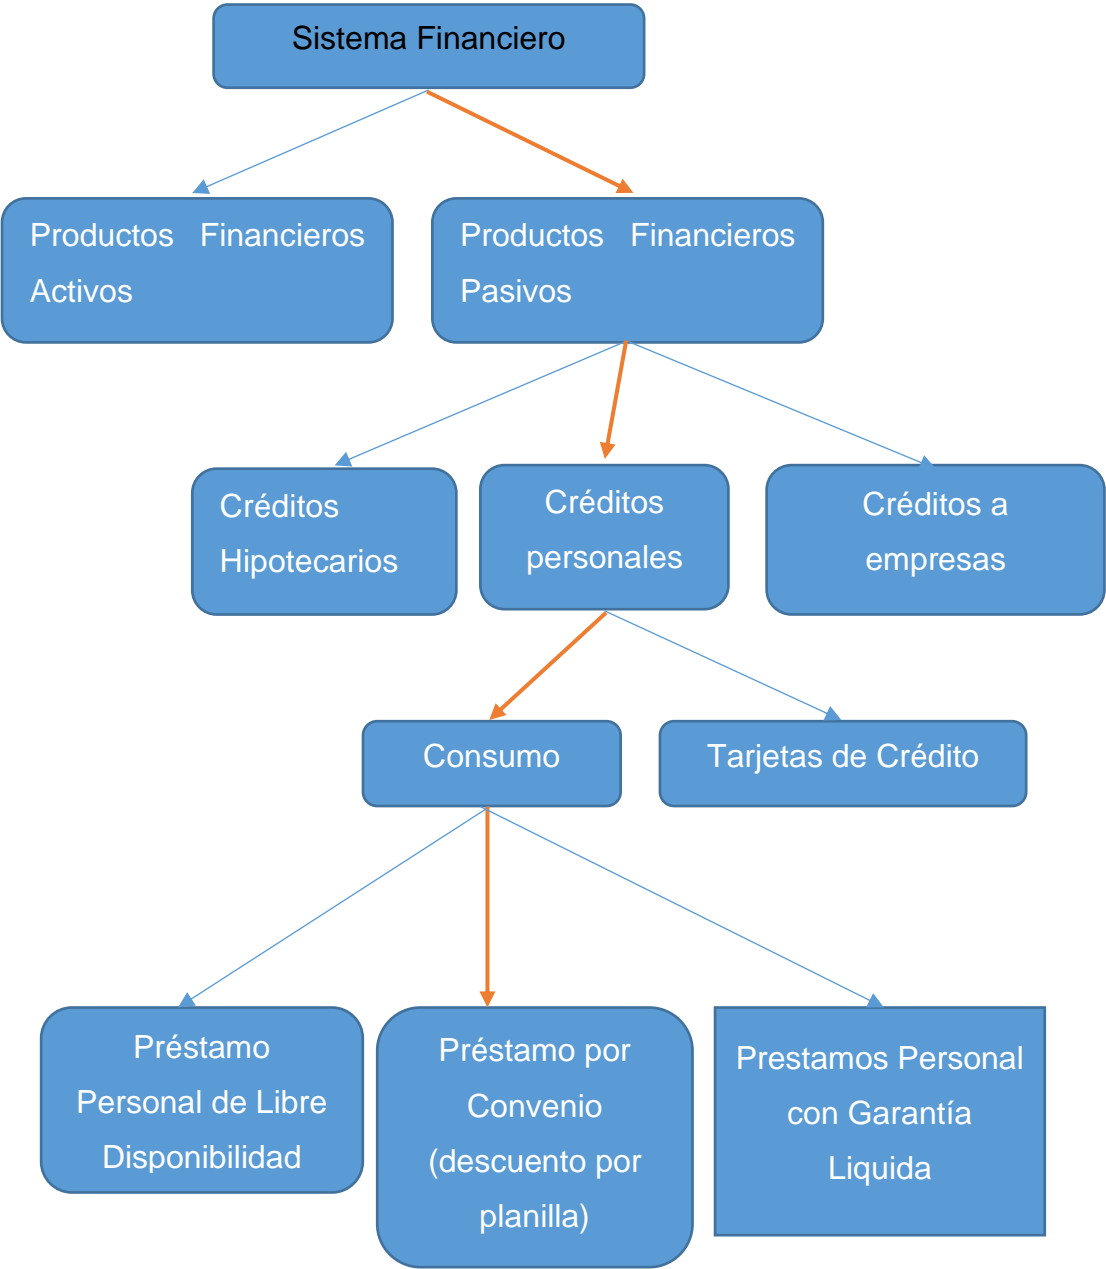 Sistema Financiero
Productos Financieros
Activos
Productos Financieros
Pasivos
Créditos
Hipotecarios
Créditos
personales
Créditos a
empresas
Consumo
Tarjetas de Crédito
Préstamo
Personal de Libre
Disponibilidad
Préstamo por
Convenio
(descuento por
planilla)
Prestamos Personal
con Garantía
Liquida